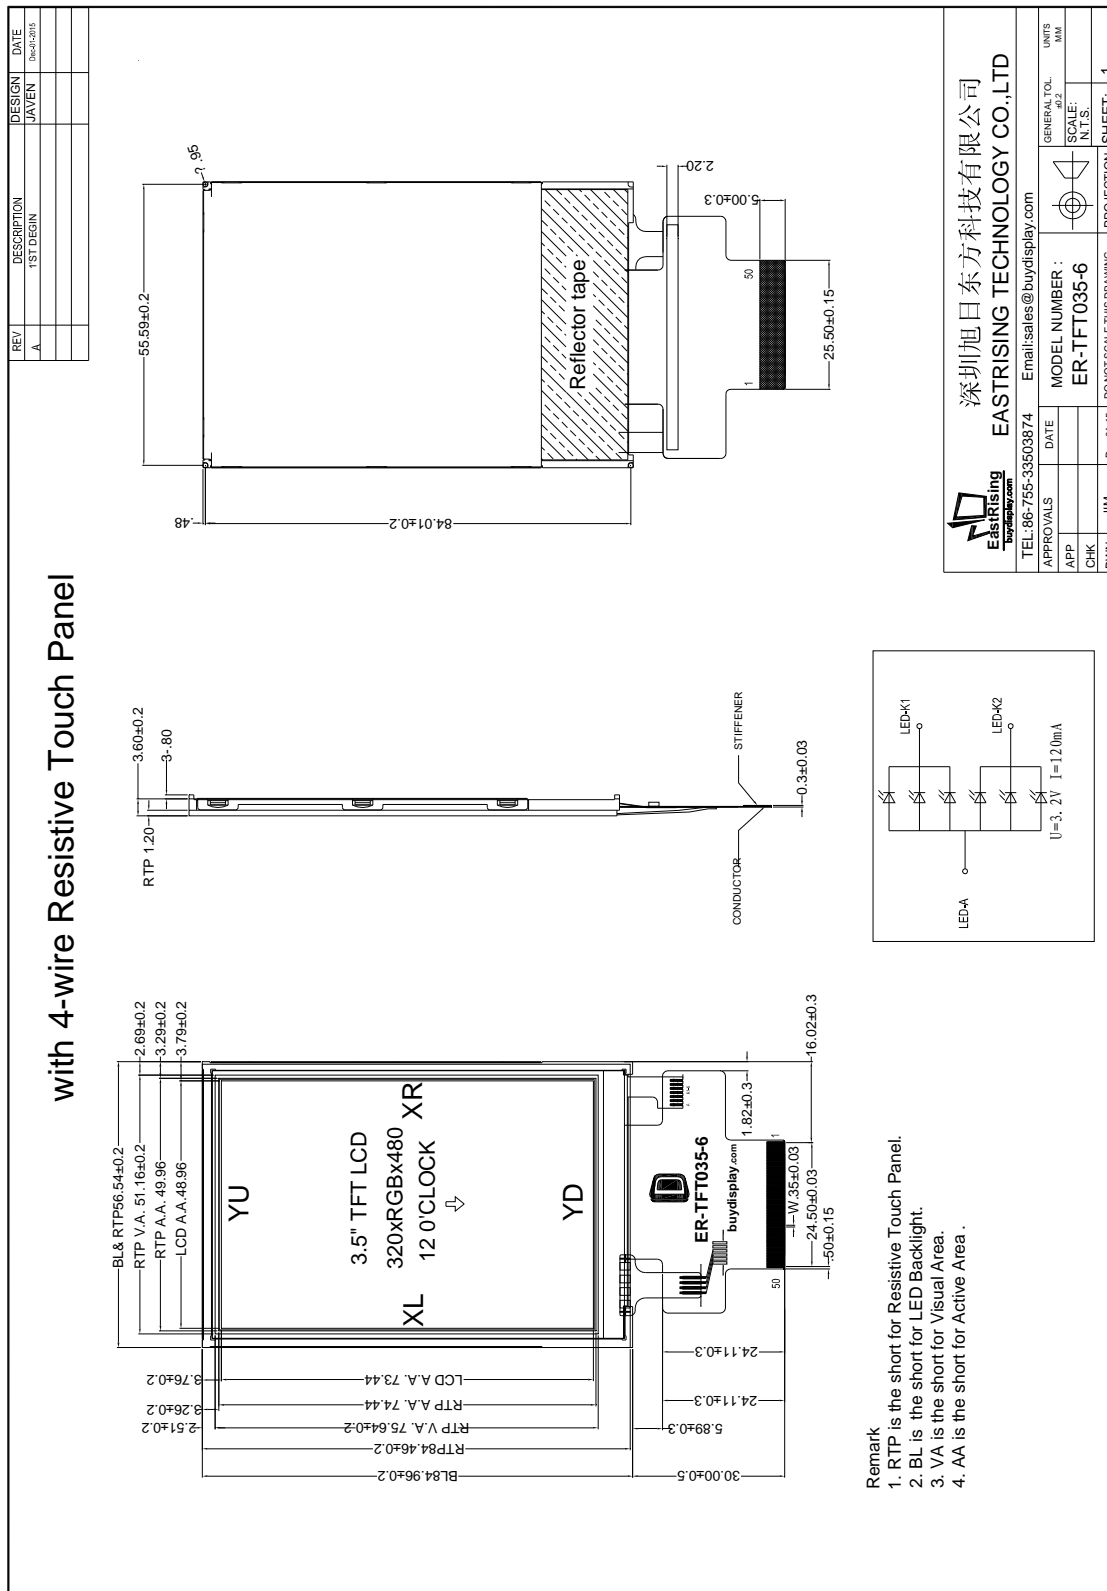 with 4-wire Resistive Touch Panel
REV DESCRIPTION DESIGN DATE
A 1'ST DEGIN JAVEN Dec-01-2015
BL& RTP56.54±0.2
RTP V.A. 51.16±0.2
RTP A.A. 49.96
LCD A.A.48.96
2.69±0.2
3.29±0.2
3.79±0.2
YU
3.5" TFT LCD
320xRGBx480
12 0'CLOCK
XL
XR
YD
BL84.96±0.2
RTP84.46±0.2
RTP V.A. 75.64±0.2
RTP A.A. 74.44
LCD A.A. 73.44
2.51±0.2
3.26±0.2
3.76±0.2
30.00±0.5
5.89±0.3
24.11±0.3
24.11±0.3
ER-TFT035-6
buydisplay.com
1.82±0.3
16.02±0.3
50
1
W.35±0.03
24.50±0.03
.50±0.15
RTP 1.20
3.60±0.2
3-.80
CONDUCTOR
STIFFENER
0.3±0.03
55.59±0.2
?.95
.48
84.01±0.2
Reflector tape
2.20
5.00±0.3
1
50
25.50±0.15
Remark
1. RTP is the short for Resistive Touch Panel.
2. BL is the short for LED Backlight.
3. VA is the short for Visual Area.
4. AA is the short for Active Area .
LED-A
LED-K1
LED-K2
U=3. 2V I=120mA
EastRising
buydisplay.com
深圳旭日东方科技有限公司
EASTRISING TECHNOLOGY CO.,LTD
TEL:86-755-33503874 Email:sales@buydisplay.com
APPROVALS DATE
APP
CHK
MODEL NUMBER :
ER-TFT035-6
GENERAL TOL.
±0.2
UNITS
MM
SCALE:
N.T.S.
SHEET: 1